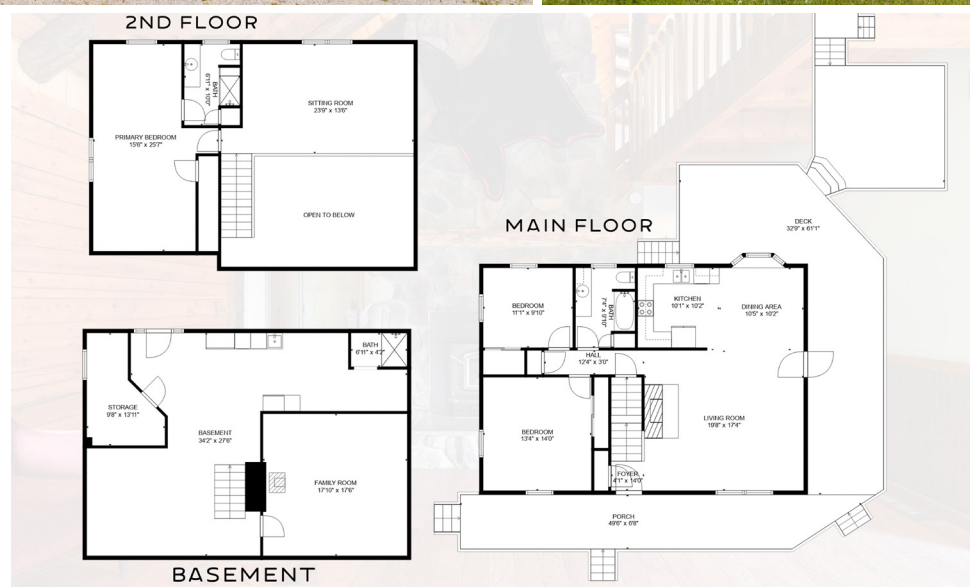 2ND FLOOR
BATH
6'11" x 10'0"
SITTING ROOM
23'9" x 13'6"
PRIMARY BEDROOM
15'6" x 25'7"
OPEN TO BELOW
MAIN FLOOR
DECK
32'9" x 61'1"
BEDROOM
11'1" x 9'10"
BATH
7'4" x 9'10"
KITCHEN
10'1" x 10'2"
DINING AREA
10'5" x 10'2"
HALL
12'4" x 3'0"
BEDROOM
13'4" x 14'0"
LIVING ROOM
19'8" x 17'4"
FOYER
4'1" x 14'0"
PORCH
49'6" x 6'8"
BATH
6'11" x 4'2"
STORAGE
9'8" x 13'11"
BASEMENT
34'2" x 27'6"
FAMILY ROOM
17'10" x 17'6"
BASEMENT